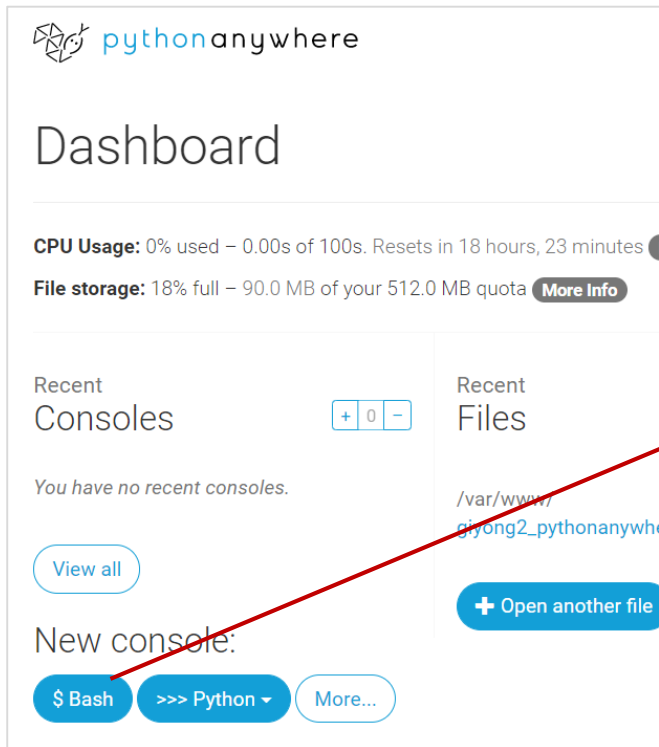 pythonanywhere
Dashboard
CPU Usage: 0% used – 0.00s of 100s. Resets in 18 hours, 23 minutes
File storage: 18% full – 90.0 MB of your 512.0 MB quota More Info
Recent
Consoles
+ 0 −
You have no recent consoles.
View all
New console:
$ Bash >>> Python More...
Recent
Files
/var/www/
giyong2_pythonanywhe
+ Open another file